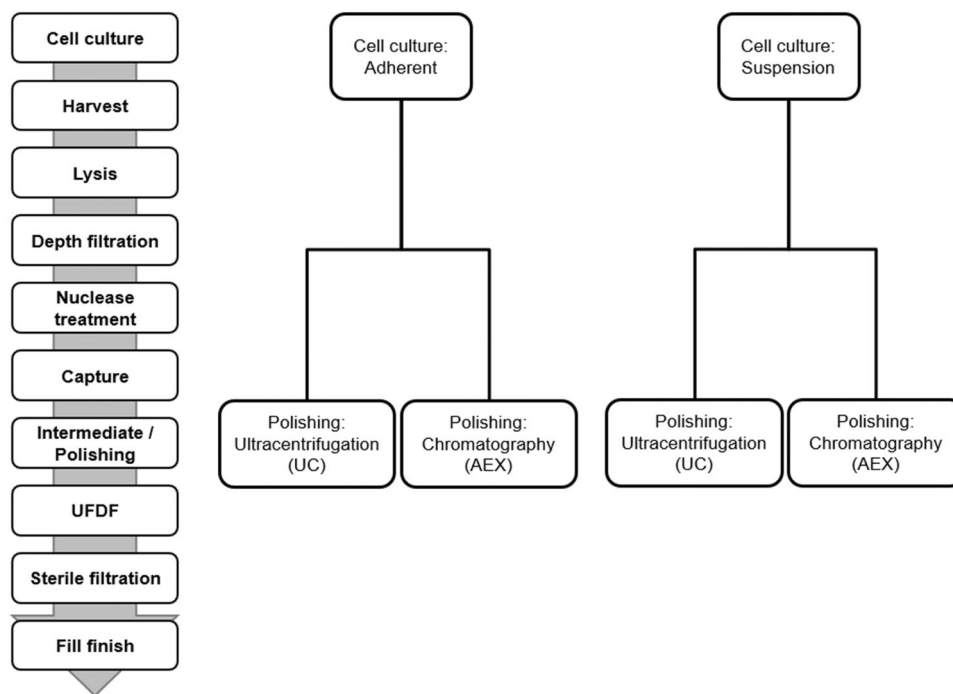 Cell culture
Harvest
Lysis
Depth filtration
Nuclease
treatment
Capture
Intermediate /
Polishing
UFDF
Sterile filtration
Fill finish
Cell culture:
Adherent
Polishing:
Ultracentrifugation
(UC)
Polishing:
Chromatography
(AEX)
Cell culture:
Suspension
Polishing:
Ultracentrifugation
(UC)
Polishing:
Chromatography
(AEX)